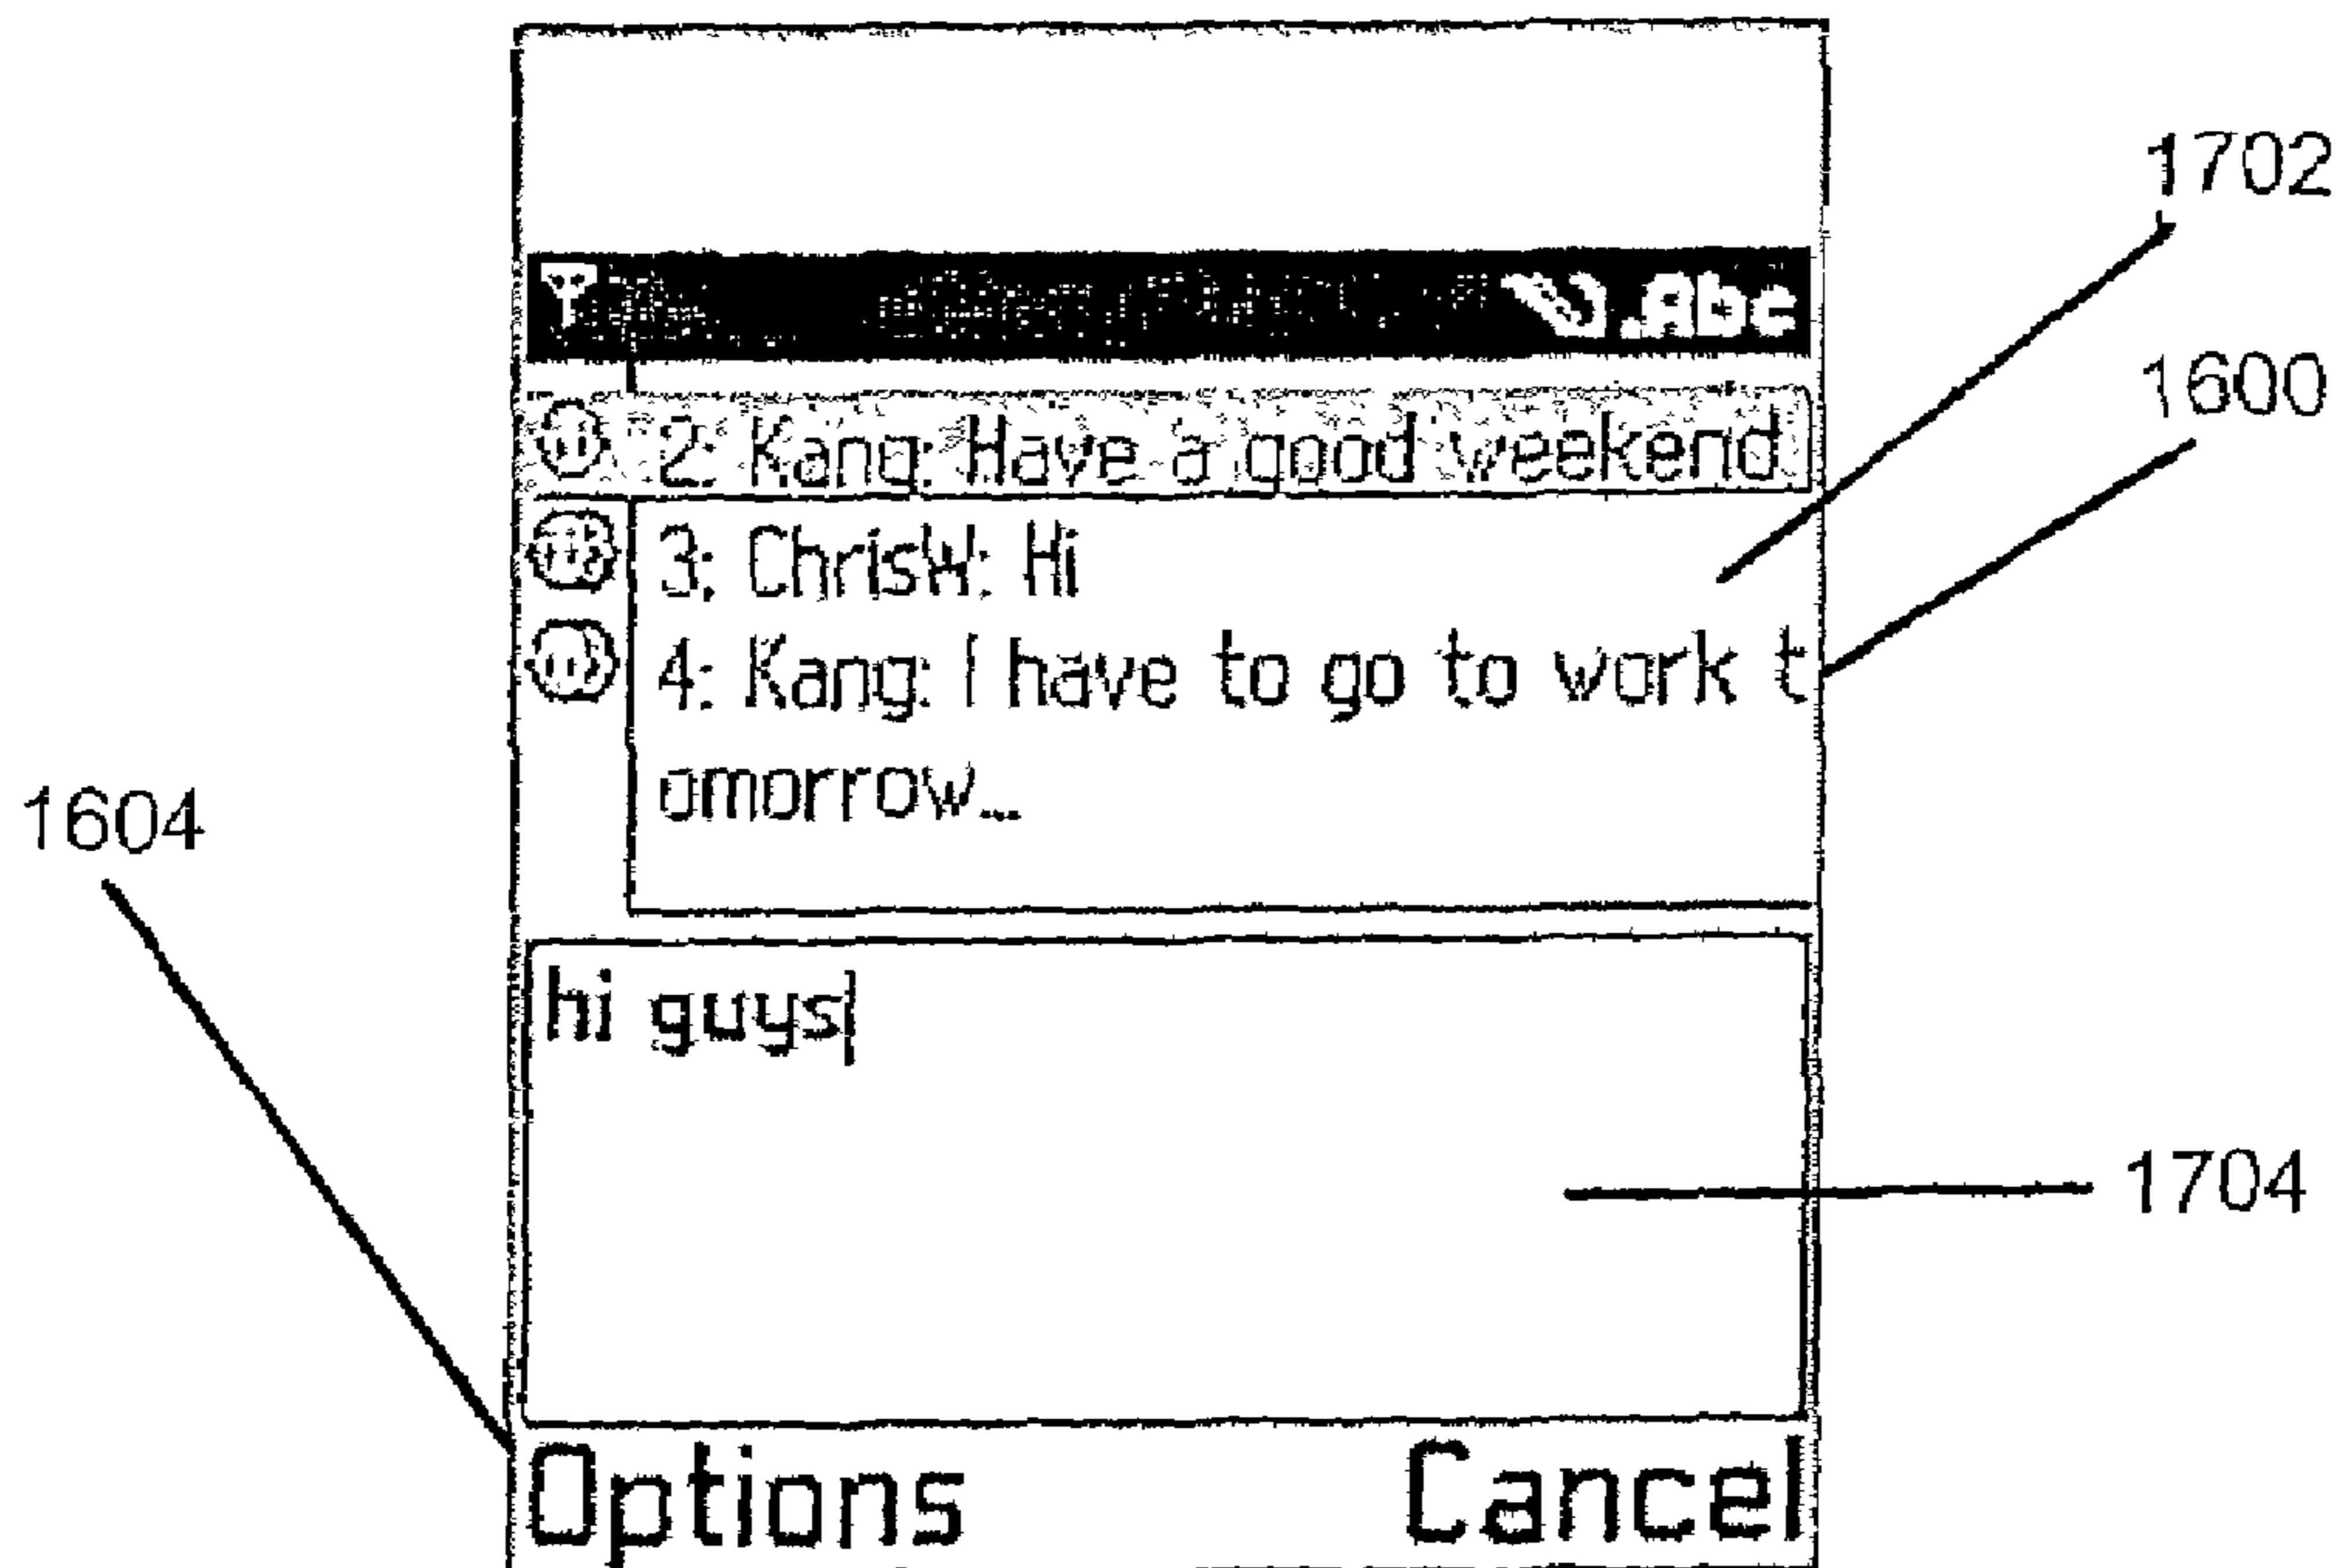 1702
.Abc
1600
2: Kang: Have a good weekend
3: ChrisW: Hi
4: Kang: I have to go to work t
omorrow...
1604
hi guys
1704
Options
Cancel